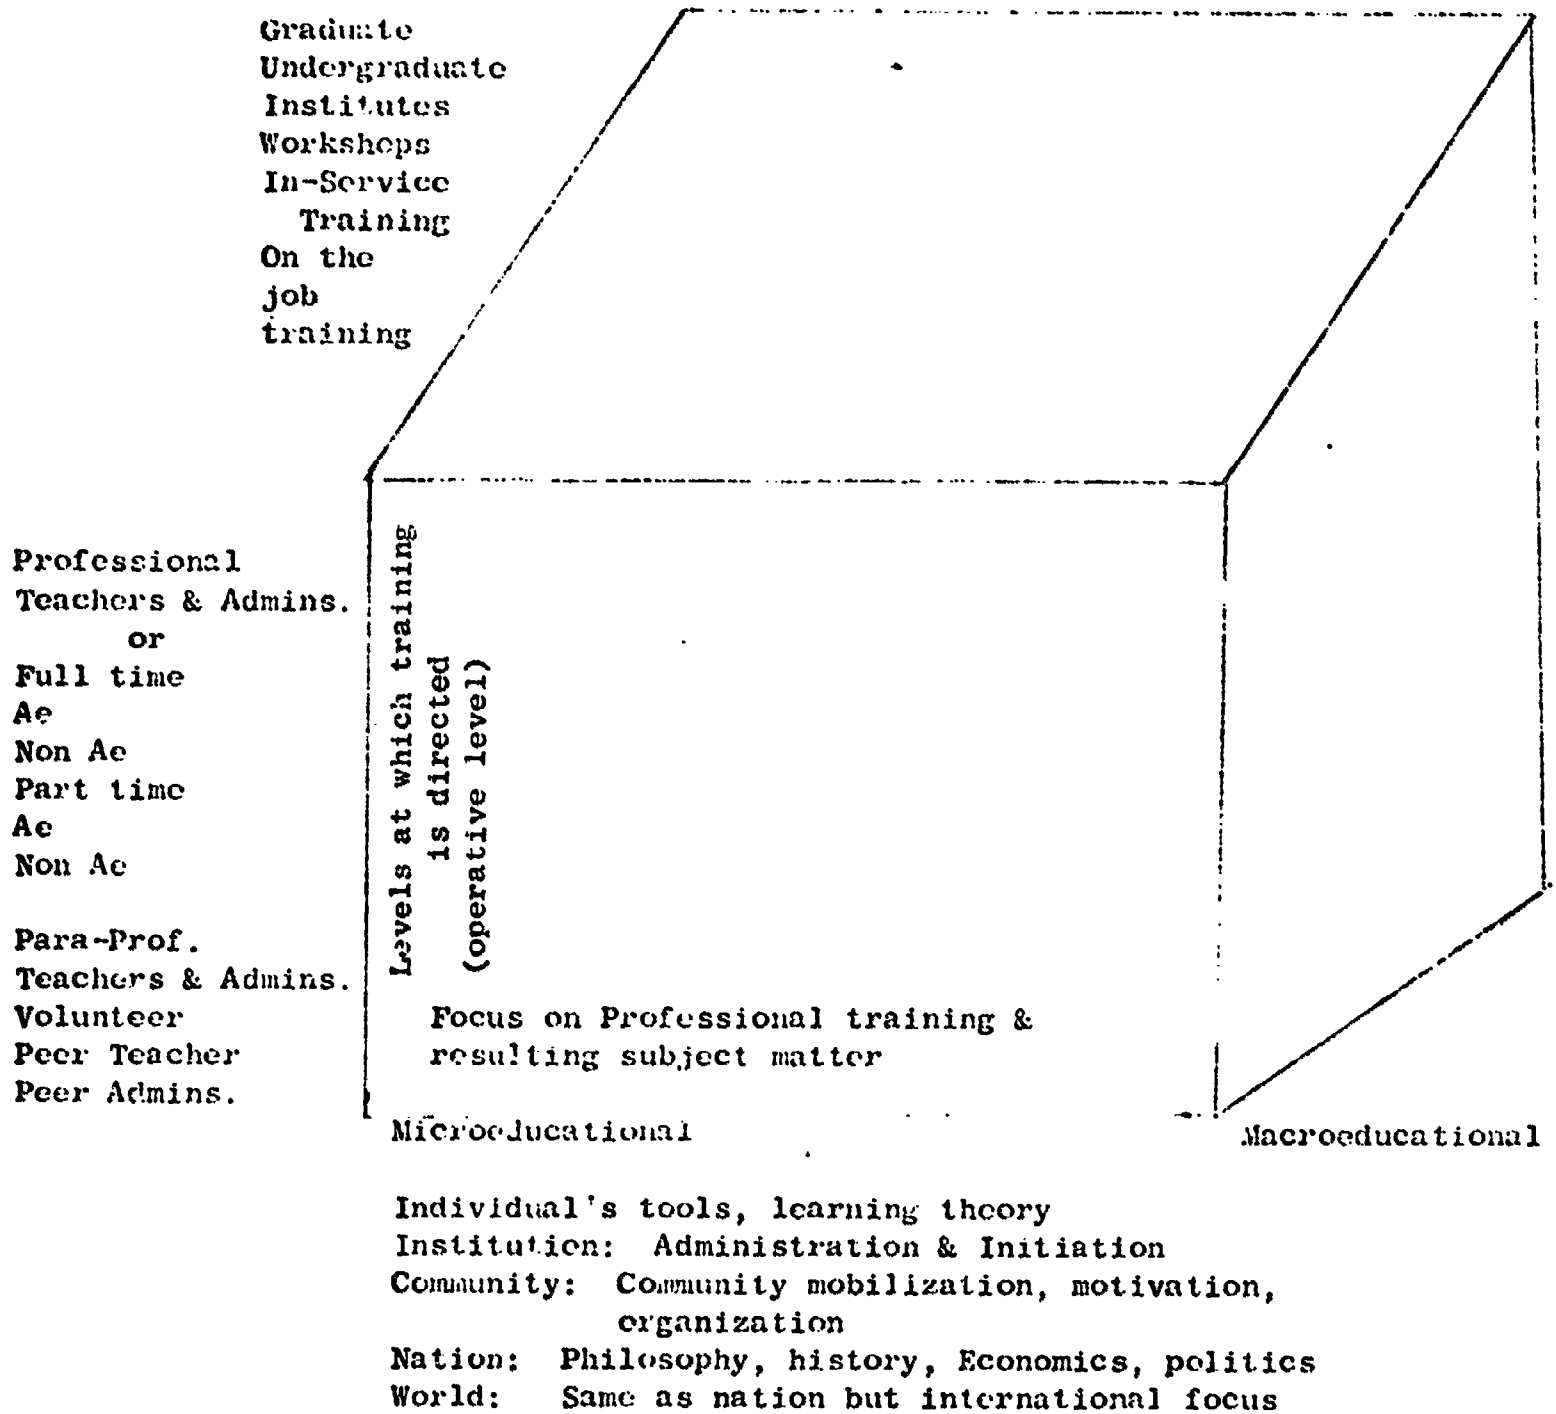 Graduate
Undergraduate
Institutes
Workshops
In-Service
Training
On the
job
training
Professional
Teachers & Admins.
or
Full time
Ae
Non Ae
Part time
Ae
Non Ae
Para-Prof.
Teachers & Admins.
Volunteer
Peer Teacher
Peer Admins.
Levels at which training
is directed
(operative level)
Focus on Professional training &
resulting subject matter
Microeducational
Macroeducational
Individual's tools, learning theory
Institution: Administration & Initiation
Community: Community mobilization, motivation,
organization
Nation: Philosophy, history, Economics, politics
World: Same as nation but international focus